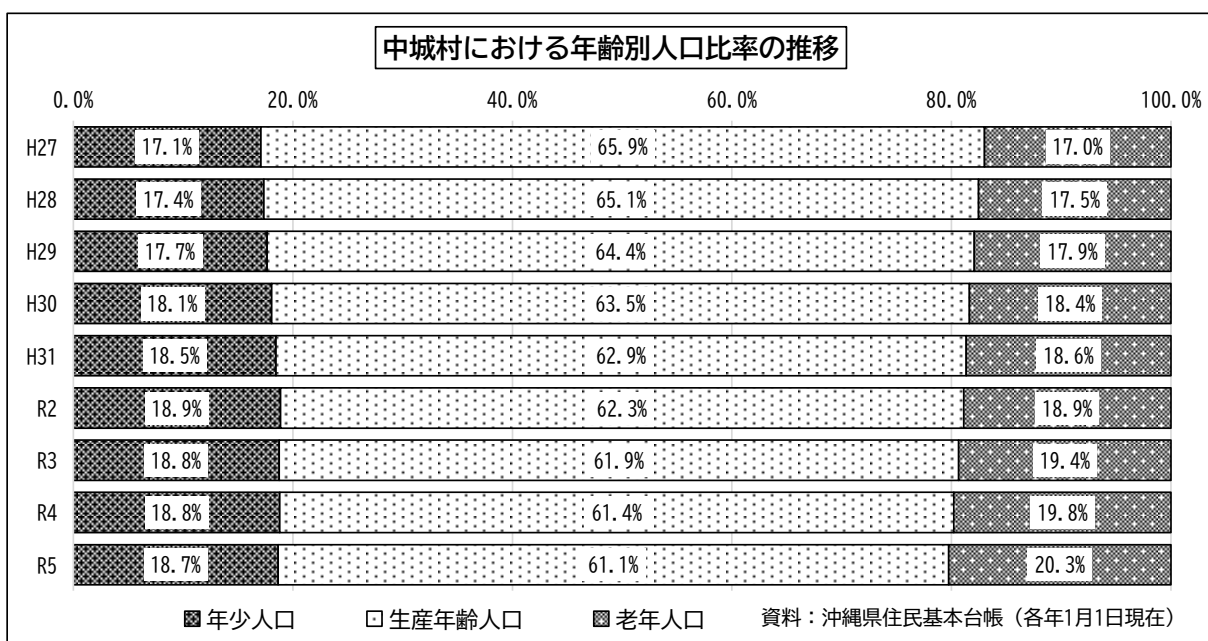 中城村における年齢別人口比率の推移
0.0% 20.0% 40.0% 60.0% 80.0% 100.0%
H27 17.1% 65.9% 17.0%
H28 17.4% 65.1% 17.5%
H29 17.7% 64.4% 17.9%
H30 18.1% 63.5% 18.4%
H31 18.5% 62.9% 18.6%
R2 18.9% 62.3% 18.9%
R3 18.8% 61.9% 19.4%
R4 18.8% 61.4% 19.8%
R5 18.7% 61.1% 20.3%
年少人口 生産年齢人口 老年人口 資料：沖縄県住民基本台帳（各年1月1日現在）